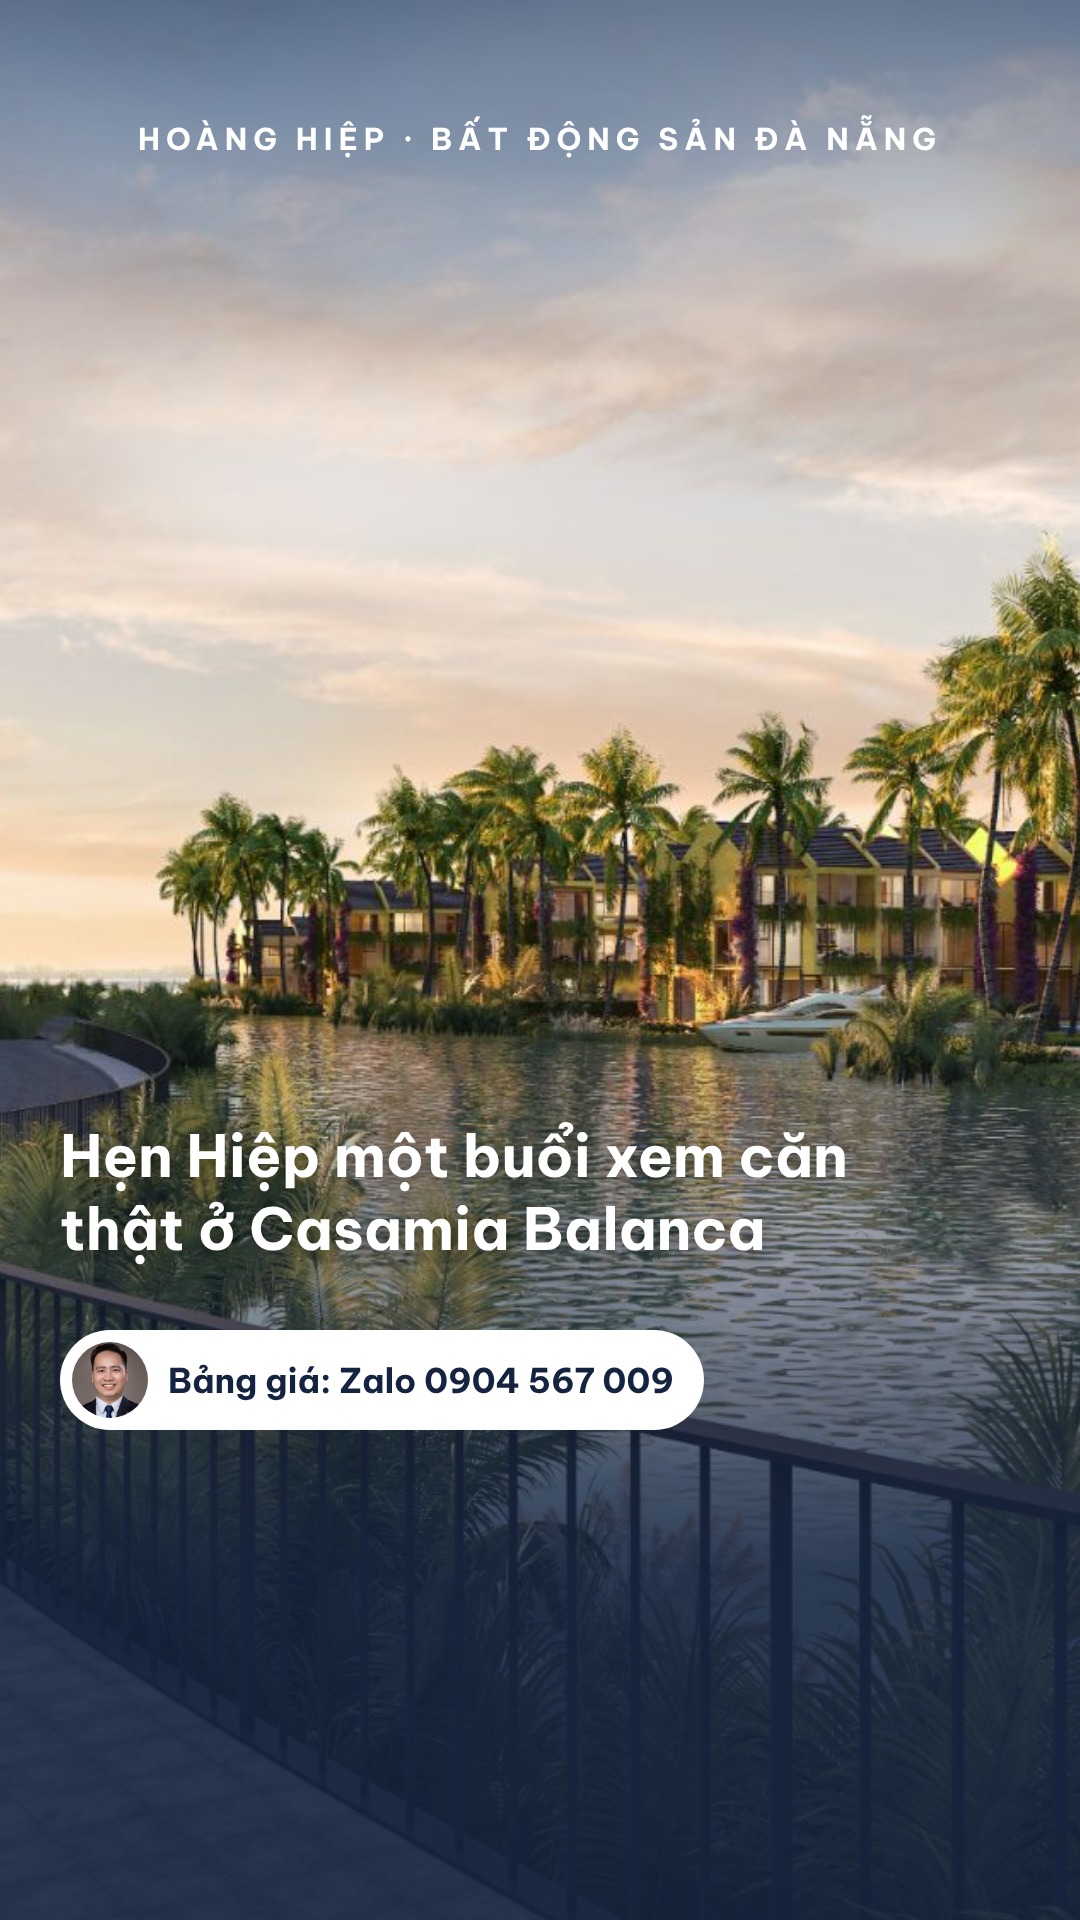 HOÀNG HIỆP · BẤT ĐỘNG SẢN ĐÀ NẴNG
Hẹn Hiệp một buổi xem căn
thật ở Casamia Balanca
Bảng giá: Zalo 0904 567 009